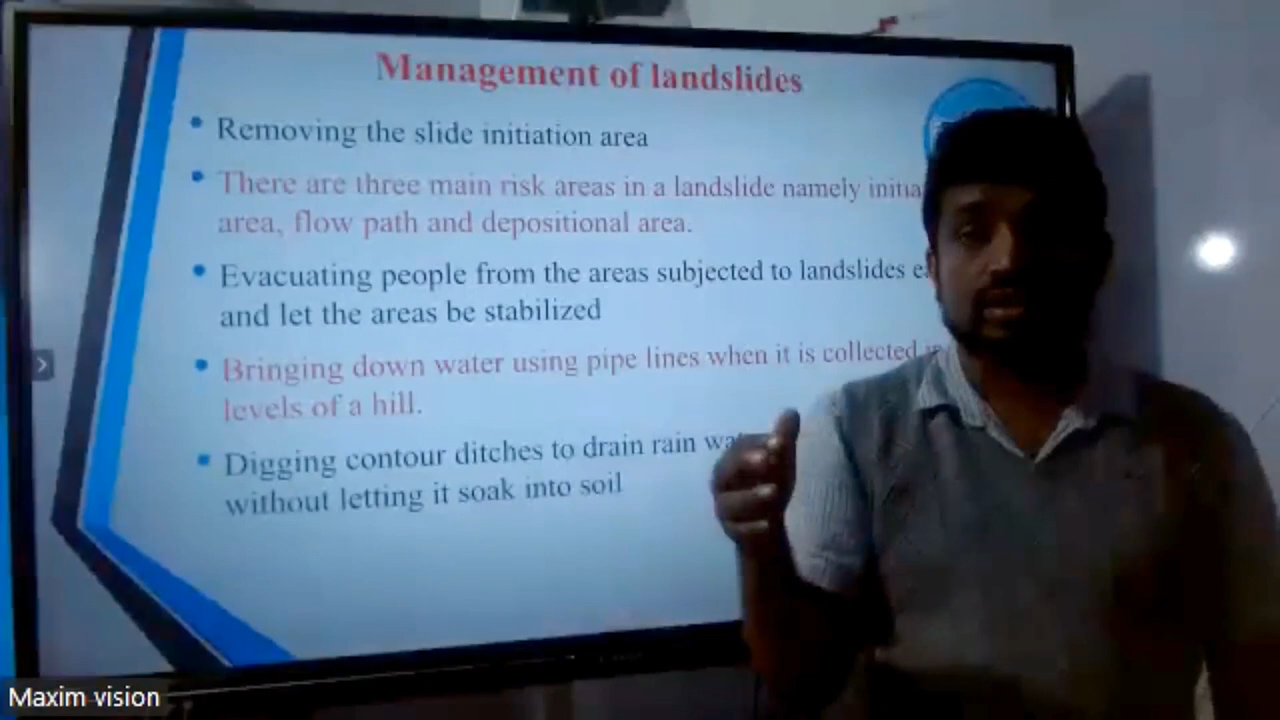 Management of landslides
Removing the slide initiation area
There are three main risk areas in a landslide namely
area, flow path and depositional area.
Evacuating people from the areas subjected to landslides
and let the areas be stabilized
Bringing down water using pipe lines when it is collected
levels of a hill.
Digging contour ditches to drain rain
without letting it soak into soil
Maxim vision